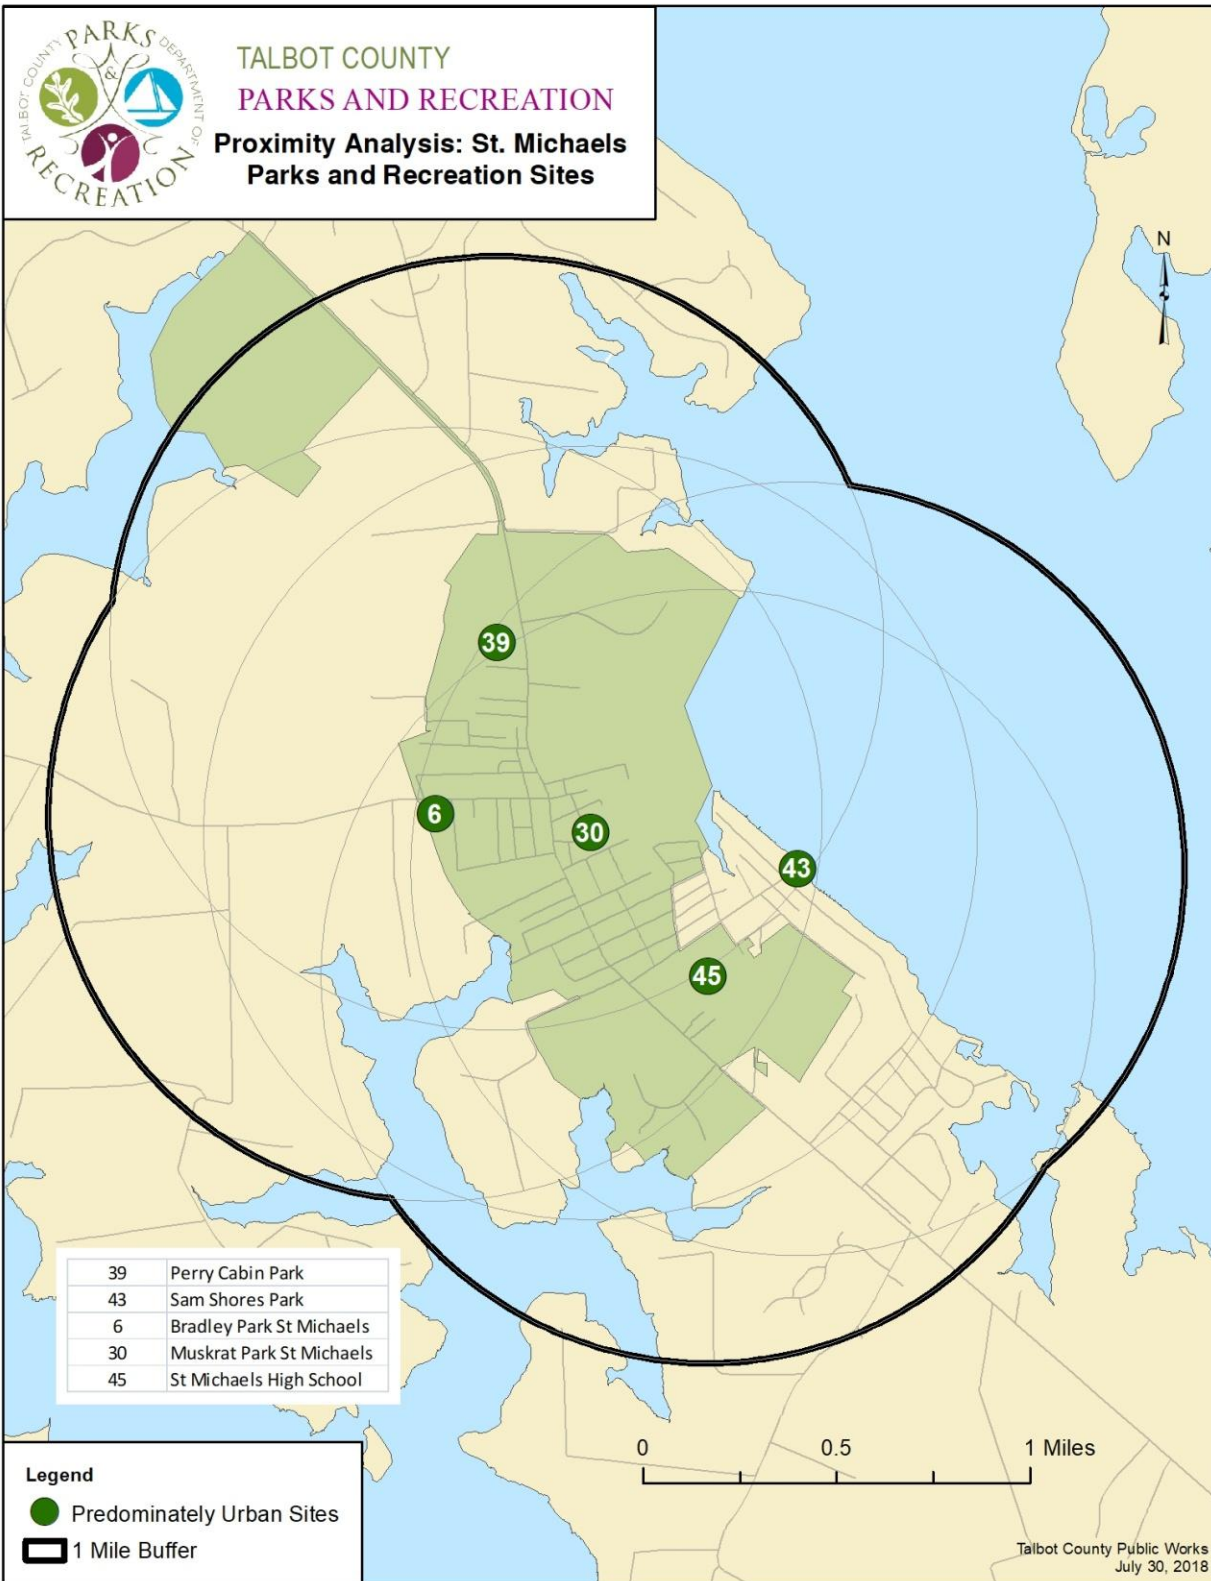 TALBOT COUNTY PARKS & RECREATION DEPARTMENT OF
TALBOT COUNTY
PARKS AND RECREATION
Proximity Analysis: St. Michaels
Parks and Recreation Sites
N
39
6
30
43
45
39 Perry Cabin Park
43 Sam Shores Park
6 Bradley Park St Michaels
30 Muskrat Park St Michaels
45 St Michaels High School
0 0.5 1 Miles
Legend
Predominately Urban Sites
1 Mile Buffer
Talbot County Public Works
July 30, 2018